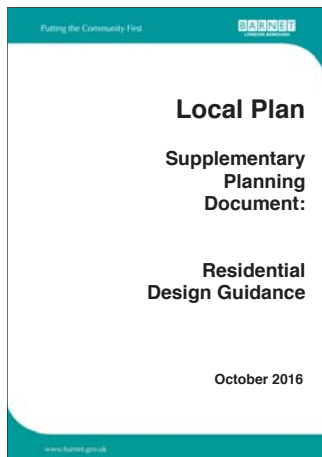 Putting the Community First
BARNET
LONDON BOROUGH
Local Plan
Supplementary
Planning
Document:
Residential
Design Guidance
October 2016
www.barnet.gov.uk